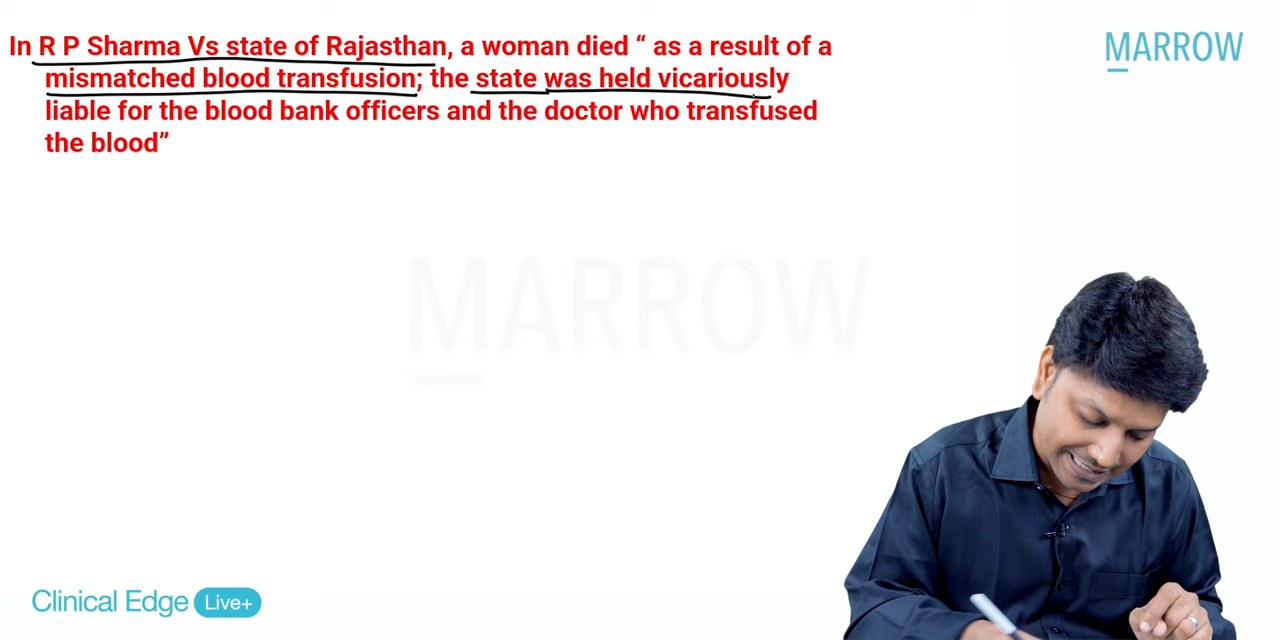 In R P Sharma Vs state of Rajasthan, a woman died “ as a result of a
mismatched blood transfusion; the state was held vicariously
liable for the blood bank officers and the doctor who transfused
the blood”
MARROW
MARROW
Clinical Edge Live+